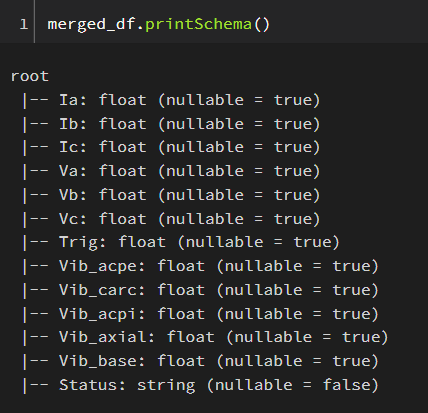 1 merged_df.printSchema()
root
 |-- Ia: float (nullable = true)
 |-- Ib: float (nullable = true)
 |-- Ic: float (nullable = true)
 |-- Va: float (nullable = true)
 |-- Vb: float (nullable = true)
 |-- Vc: float (nullable = true)
 |-- Trig: float (nullable = true)
 |-- Vib_acpe: float (nullable = true)
 |-- Vib_carc: float (nullable = true)
 |-- Vib_acpi: float (nullable = true)
 |-- Vib_axial: float (nullable = true)
 |-- Vib_base: float (nullable = true)
 |-- Status: string (nullable = false)